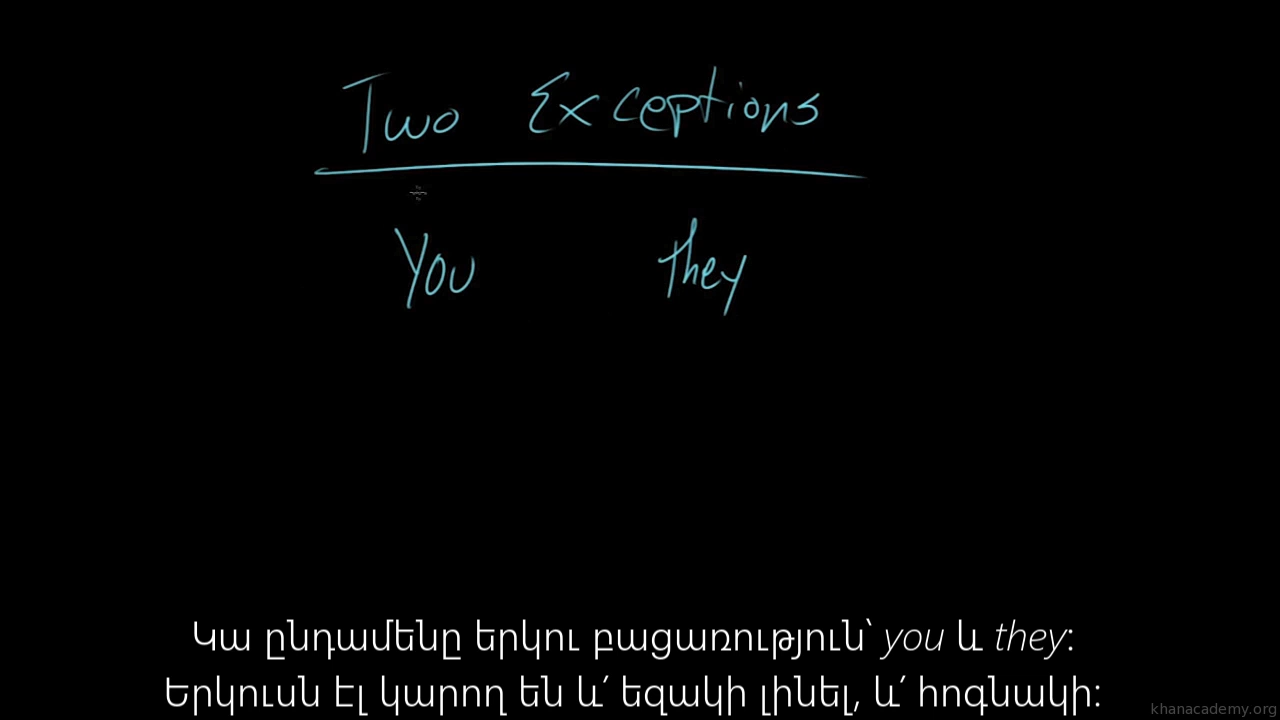 Two Exceptions
You they
Կա ընդամենը երկու բացառություն՝ you և they:
Երկուսն էլ կարող են և՛ եզակի լինել, և՛ հոգնակի:
khanacademy.org